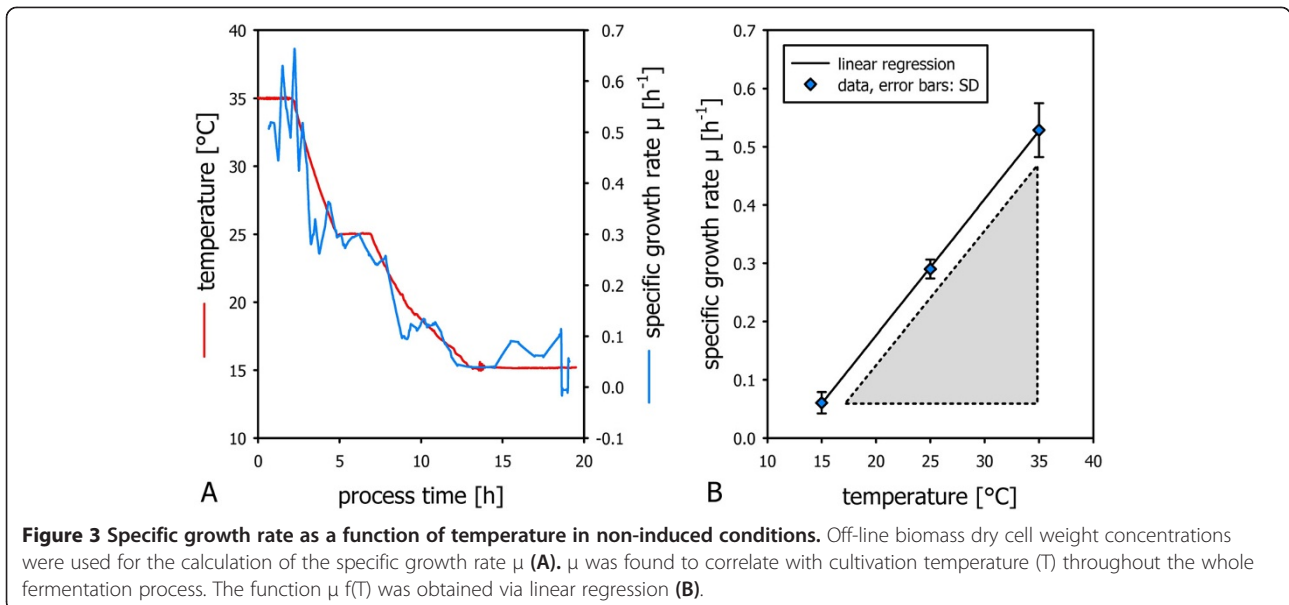 40
35
30
25
20
15
10
temperature [°C]
0.7
0.6
0.5
0.4
0.3
0.2
0.1
0.0
-0.1
specific growth rate µ [h⁻¹]
0 5 10 15 20
A process time [h]
linear regression
data, error bars: SD
0.7
0.6
0.5
0.4
0.3
0.2
0.1
0.0
specific growth rate µ [h⁻¹]
10 15 20 25 30 35 40
B temperature [°C]
Figure 3 Specific growth rate as a function of temperature in non-induced conditions. Off-line biomass dry cell weight concentrations
were used for the calculation of the specific growth rate µ (A). µ was found to correlate with cultivation temperature (T) throughout the whole
fermentation process. The function µ f(T) was obtained via linear regression (B).